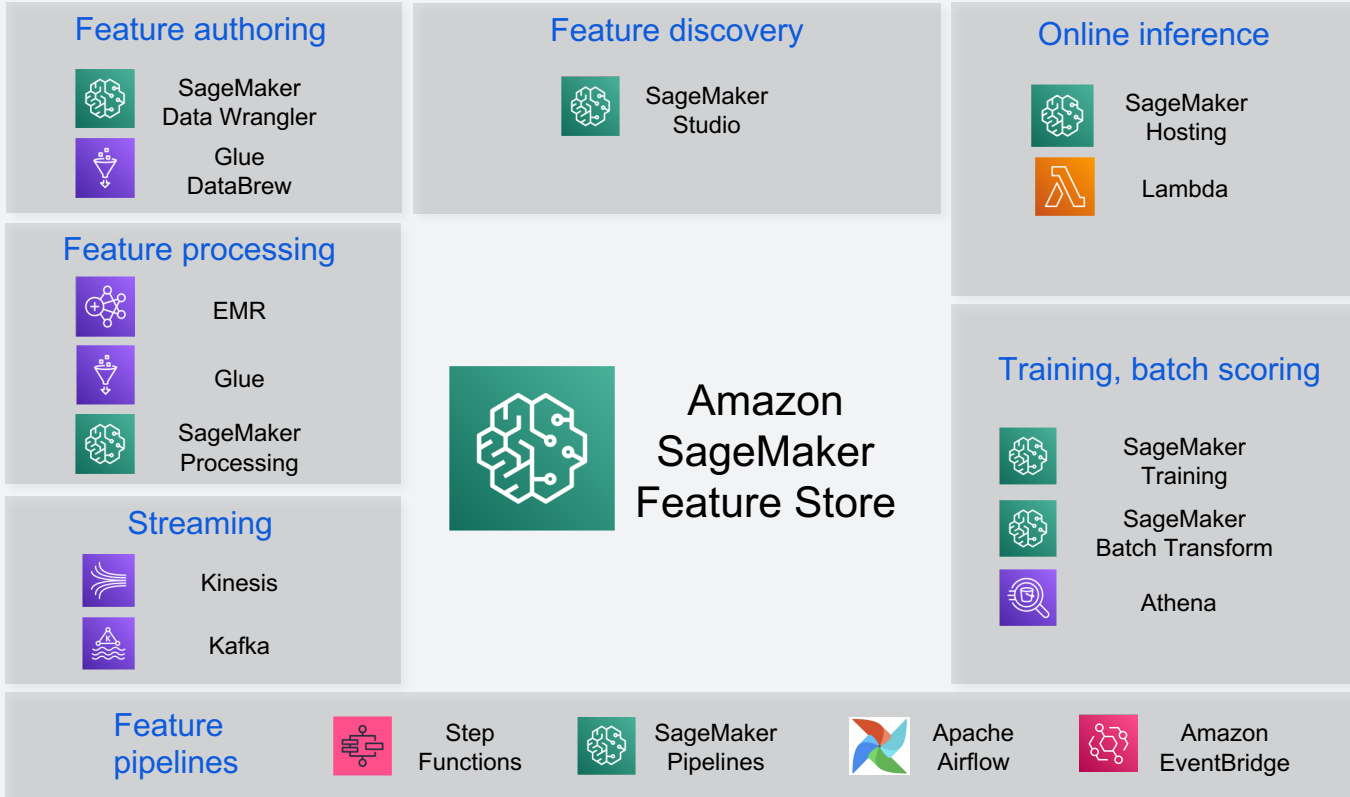 Feature authoring
SageMaker
Data Wrangler
Glue
DataBrew
Feature discovery
SageMaker
Studio
Online inference
SageMaker
Hosting
Lambda
Feature processing
EMR
Glue
SageMaker
Processing
Amazon
SageMaker
Feature Store
Training, batch scoring
SageMaker
Training
SageMaker
Batch Transform
Athena
Streaming
Kinesis
K
Kafka
Feature
pipelines
Step
Functions
SageMaker
Pipelines
Apache
Airflow
Amazon
EventBridge